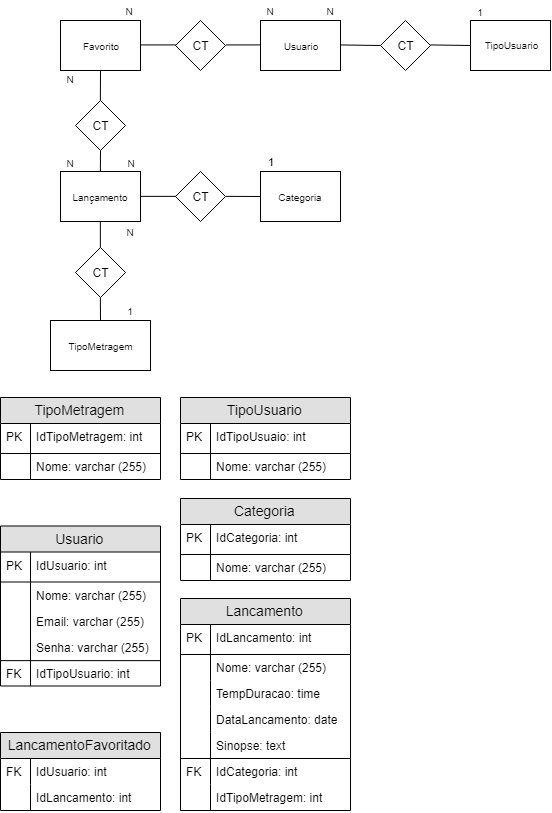 N
N
N
1
Favorito
CT
Usuario
CT
TipoUsuario
N
CT
N
N
1
Lançamento
CT
Categoria
N
CT
1
TipoMetragem
TipoMetragem
PK IdTipoMetragem: int
Nome: varchar (255)
TipoUsuario
PK IdTipoUsuaio: int
Nome: varchar (255)
Categoria
PK IdCategoria: int
Nome: varchar (255)
Usuario
PK IdUsuario: int
Nome: varchar (255)
Email: varchar (255)
Senha: varchar (255)
FK IdTipoUsuario: int
Lancamento
PK IdLancamento: int
Nome: varchar (255)
TempDuracao: time
DataLancamento: date
Sinopse: text
FK IdCategoria: int
IdTipoMetragem: int
LancamentoFavoritado
FK IdUsuario: int
IdLancamento: int